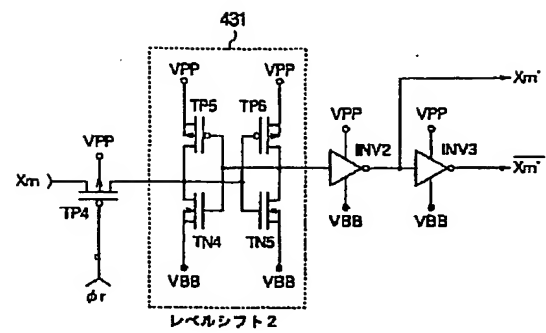 431
VPP VPP
TP5 TP6 VPP VPP
VPP INV2 INV3 Xm'
Xm Xm'
TP4 TN4 TN5 VBB VBB
VBB VBB
φr
レベルシフト2